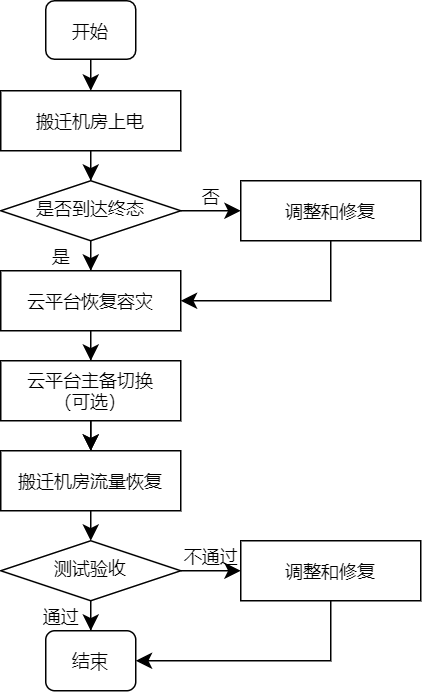 开始
搬迁机房上电
是否到达终态
否
调整和修复
是
云平台恢复容灾
云平台主备切换
（可选）
搬迁机房流量恢复
测试验收
不通过
调整和修复
通过
结束